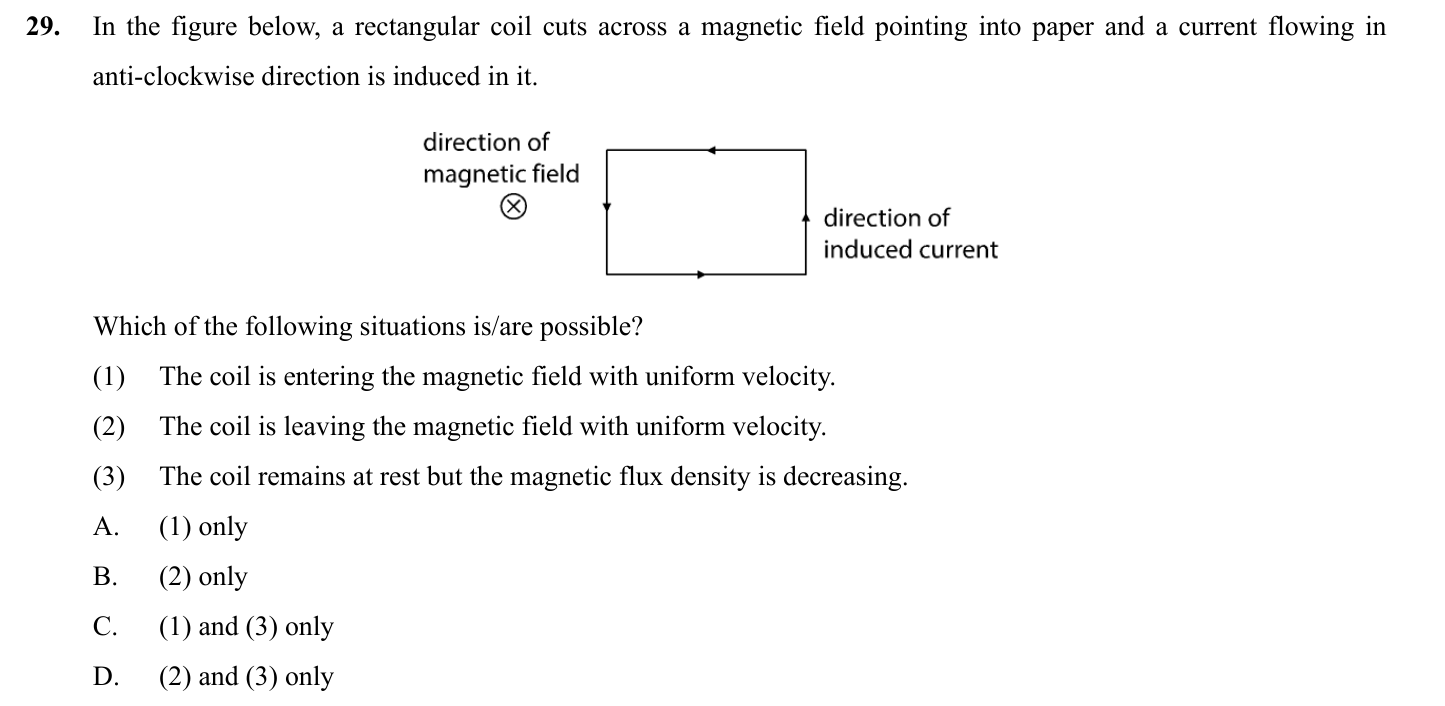 29. In the figure below, a rectangular coil cuts across a magnetic field pointing into paper and a current flowing in
anti-clockwise direction is induced in it.
direction of
magnetic field
direction of
induced current
Which of the following situations is/are possible?
(1) The coil is entering the magnetic field with uniform velocity.
(2) The coil is leaving the magnetic field with uniform velocity.
(3) The coil remains at rest but the magnetic flux density is decreasing.
A. (1) only
B. (2) only
C. (1) and (3) only
D. (2) and (3) only